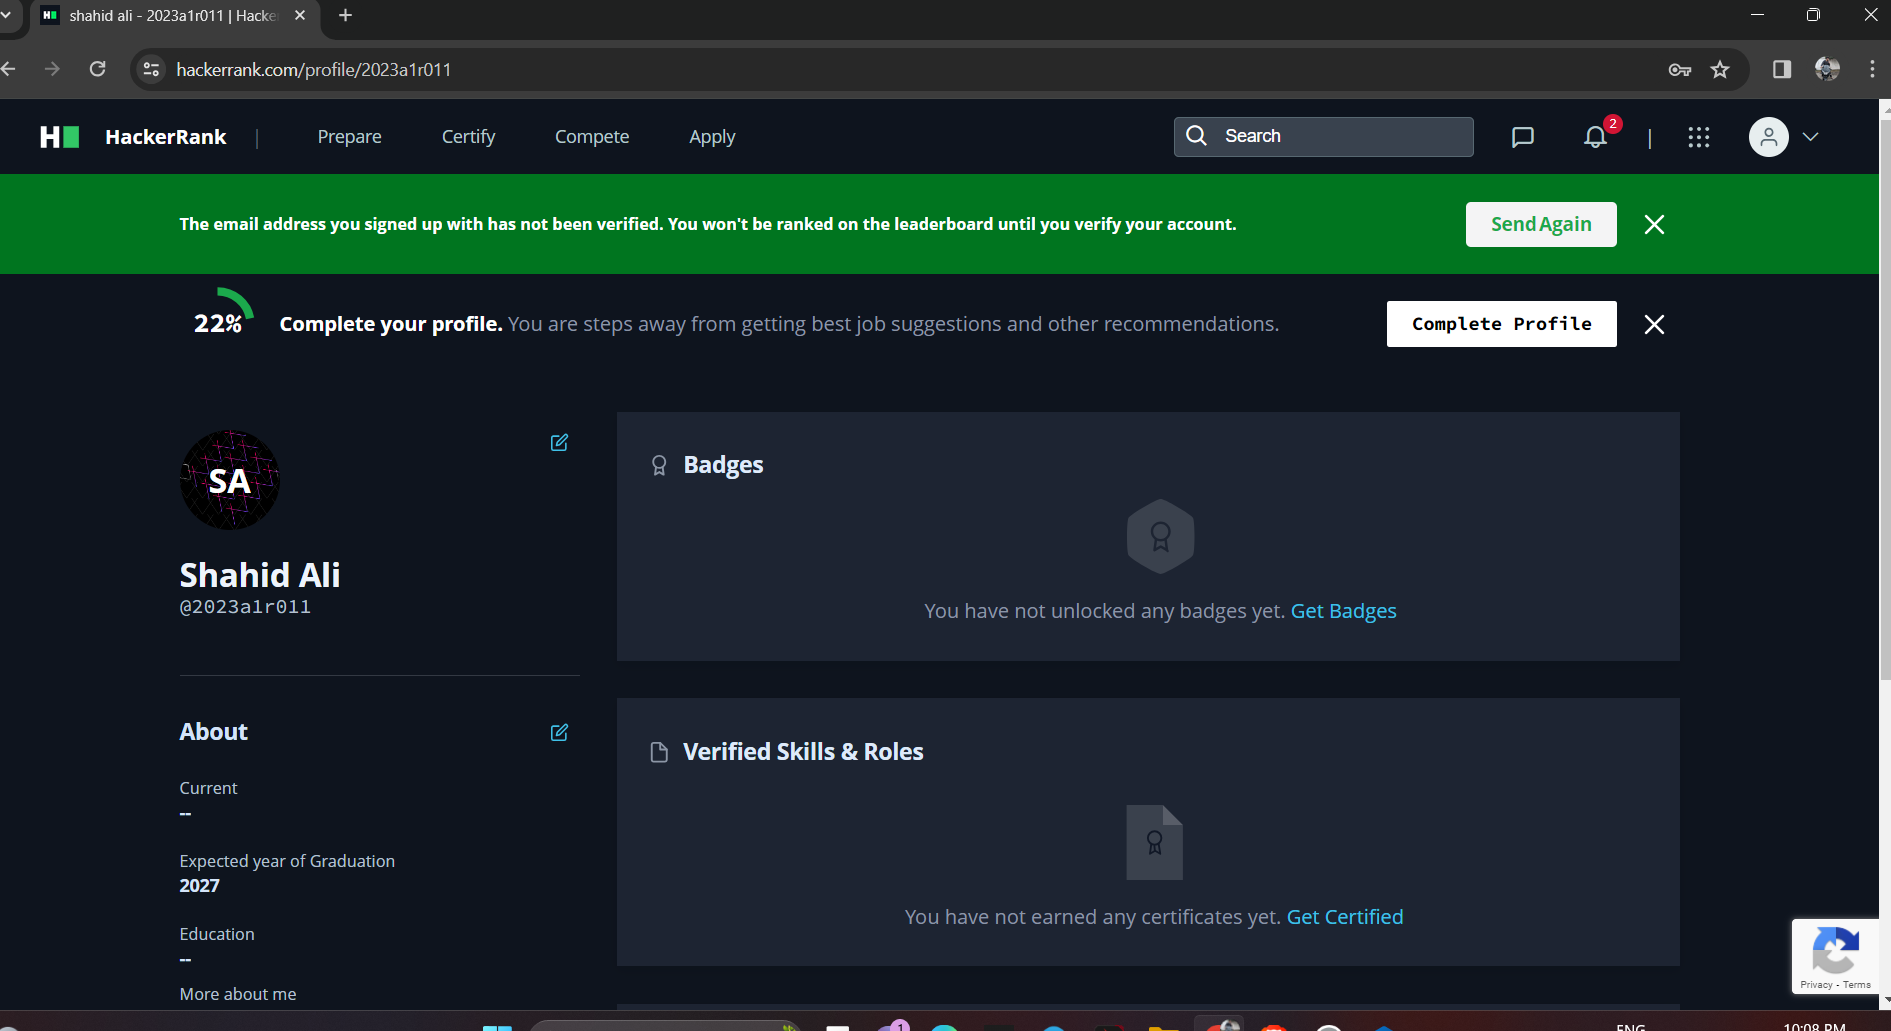 shahid ali - 2023a1r011 | Hacke
hackerrank.com/profile/2023a1r011
H
HackerRank | Prepare Certify Compete Apply Search 2 |
The email address you signed up with has not been verified. You won't be ranked on the leaderboard until you verify your account. Send Again
22% Complete your profile. You are steps away from getting best job suggestions and other recommendations. Complete Profile
SA
Shahid Ali
@2023a1r011
About
Current
--
Expected year of Graduation
2027
Education
--
More about me
Badges
You have not unlocked any badges yet. Get Badges
Verified Skills & Roles
You have not earned any certificates yet. Get Certified
Privacy - Terms
1
ENG
10:08 PM